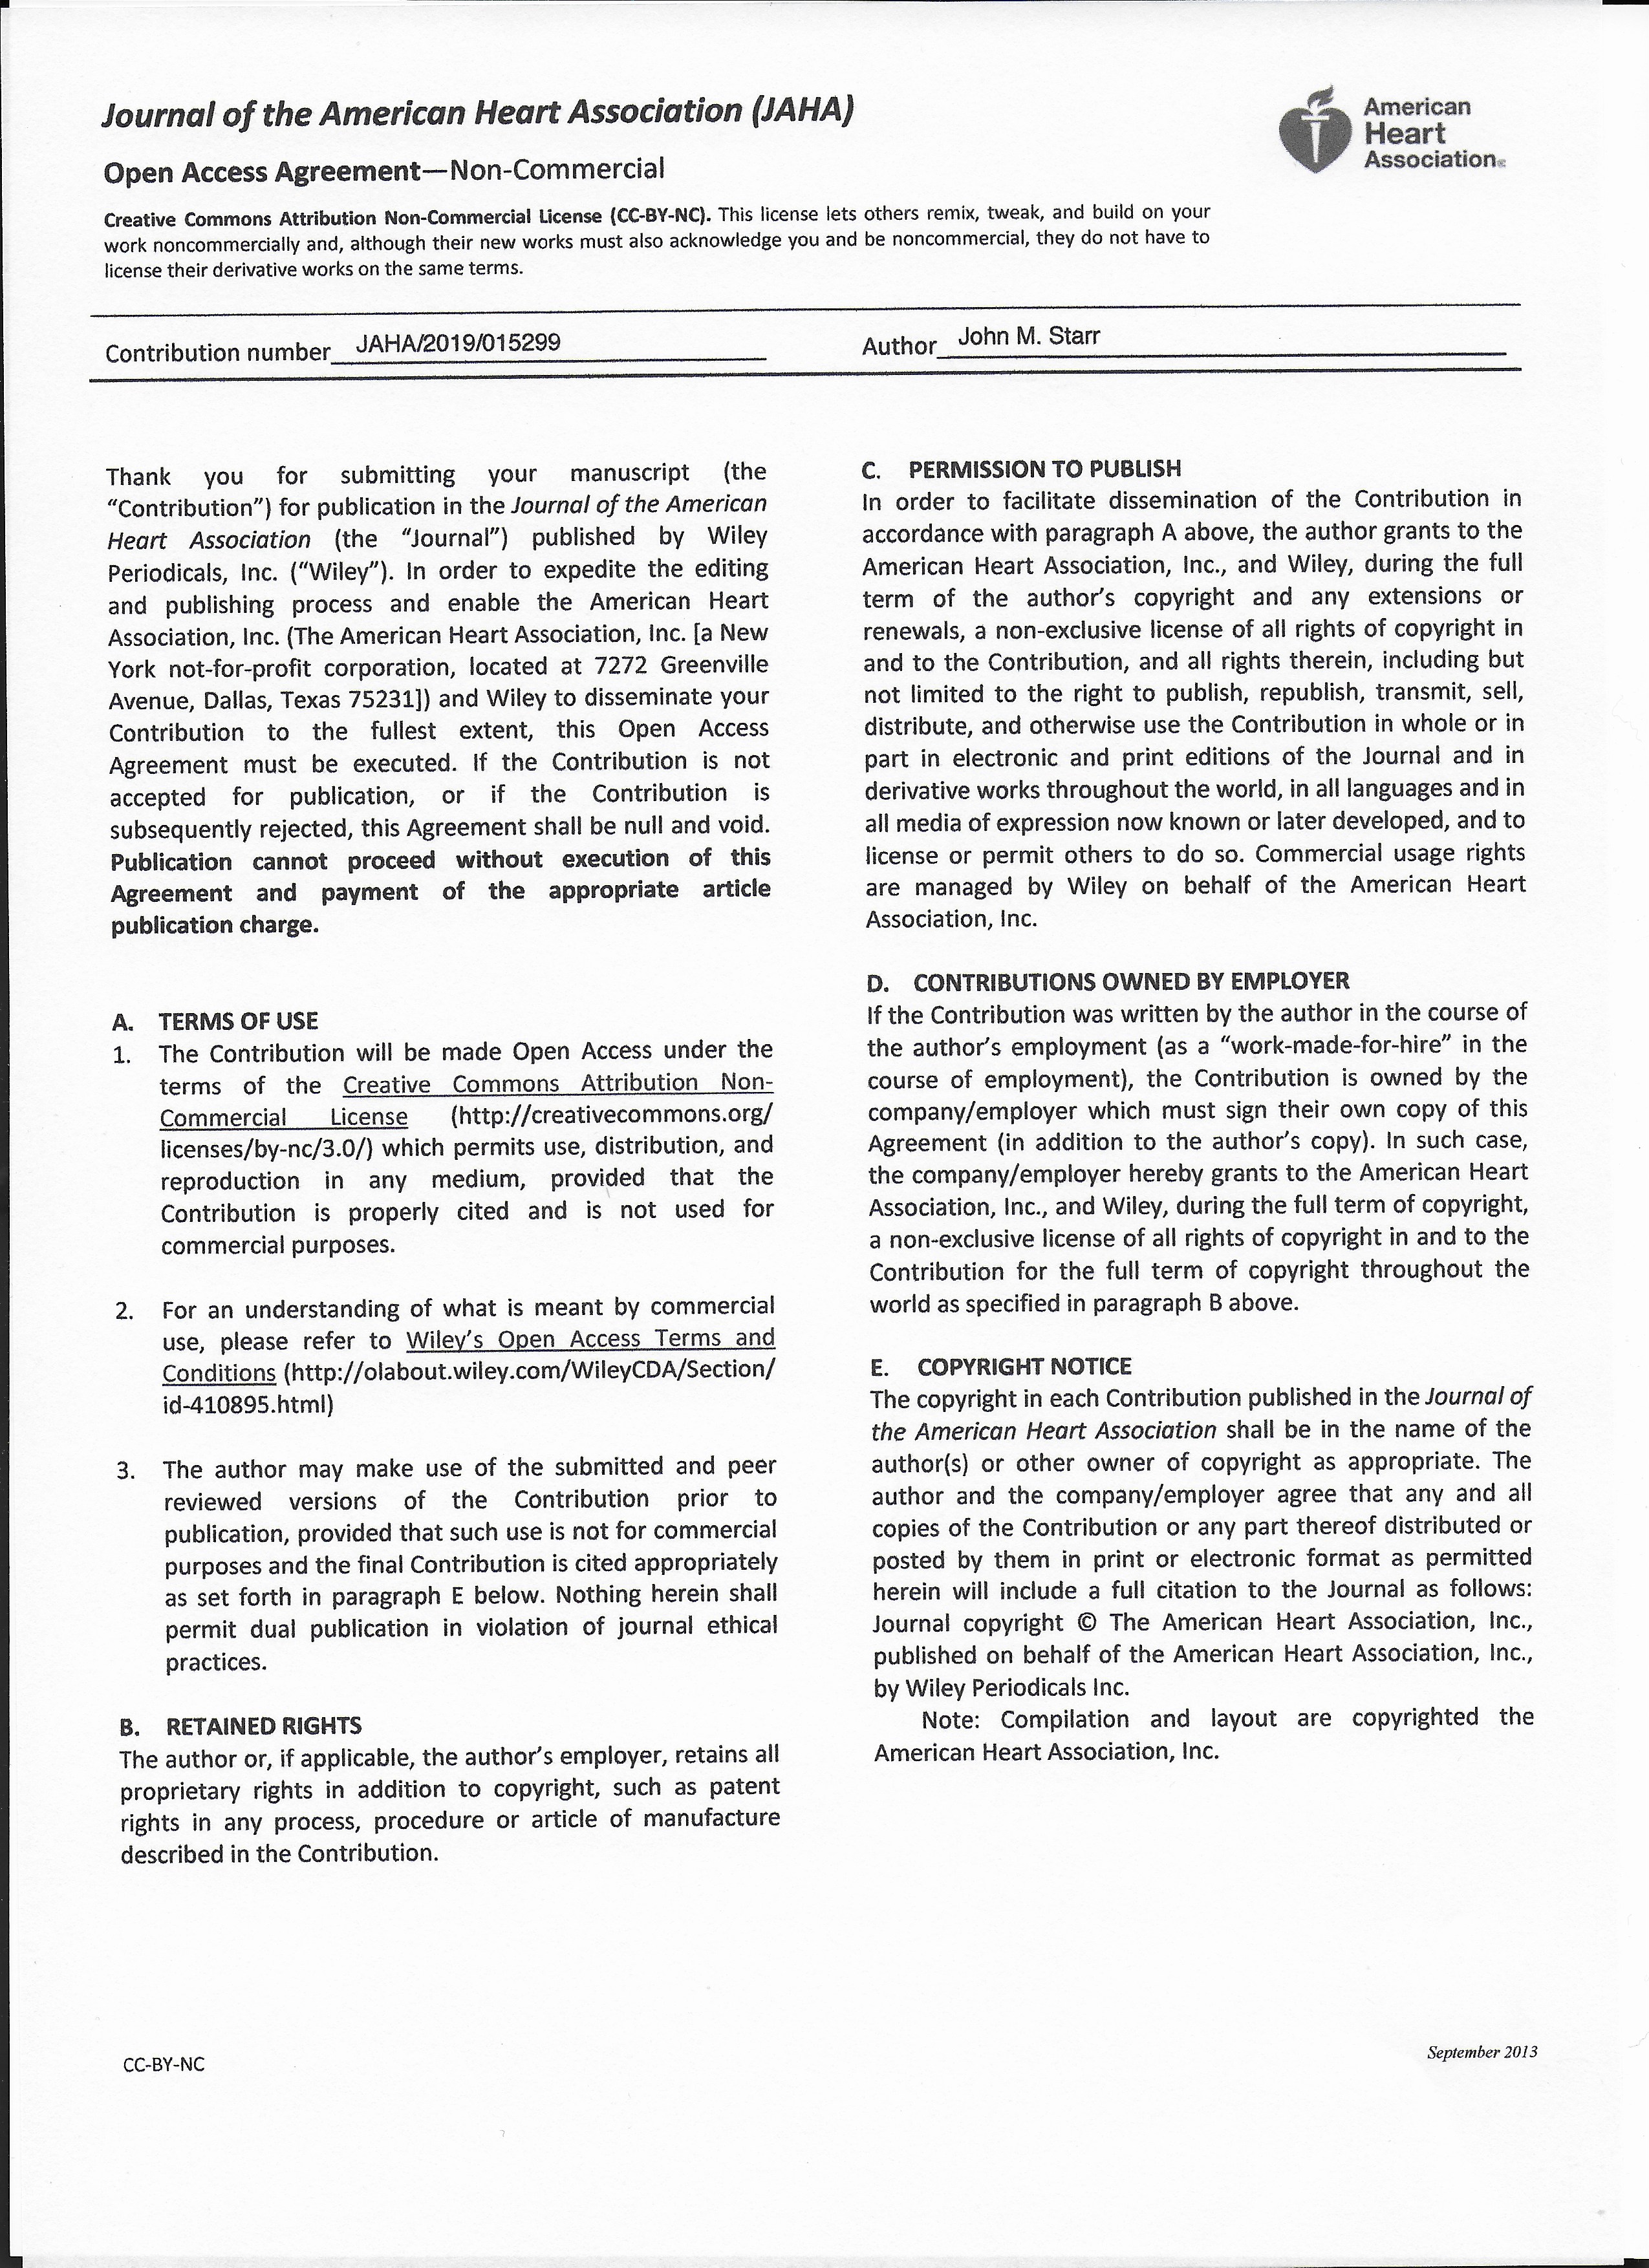 Journal of the American Heart Association (JAHA)
American
Heart
Association®
Open Access Agreement—Non-Commercial
Creative Commons Attribution Non-Commercial License (CC-BY-NC). This license lets others remix, tweak, and build on your
work noncommercially and, although their new works must also acknowledge you and be noncommercial, they do not have to
license their derivative works on the same terms.
Contribution number JAHA/2019/015299
Author John M. Starr
Thank you for submitting your manuscript (the
“Contribution”) for publication in the Journal of the American
Heart Association (the “Journal”) published by Wiley
Periodicals, Inc. (“Wiley”). In order to expedite the editing
and publishing process and enable the American Heart
Association, Inc. (The American Heart Association, Inc. [a New
York not-for-profit corporation, located at 7272 Greenville
Avenue, Dallas, Texas 75231]) and Wiley to disseminate your
Contribution to the fullest extent, this Open Access
Agreement must be executed. If the Contribution is not
accepted for publication, or if the Contribution is
subsequently rejected, this Agreement shall be null and void.
Publication cannot proceed without execution of this
Agreement and payment of the appropriate article
publication charge.
A. TERMS OF USE
1. The Contribution will be made Open Access under the
terms of the Creative Commons Attribution Non-
Commercial License (http://creativecommons.org/
licenses/by-nc/3.0/) which permits use, distribution, and
reproduction in any medium, provided that the
Contribution is properly cited and is not used for
commercial purposes.
2. For an understanding of what is meant by commercial
use, please refer to Wiley’s Open Access Terms and
Conditions (http://olabout.wiley.com/WileyCDA/Section/
id-410895.html)
3. The author may make use of the submitted and peer
reviewed versions of the Contribution prior to
publication, provided that such use is not for commercial
purposes and the final Contribution is cited appropriately
as set forth in paragraph E below. Nothing herein shall
permit dual publication in violation of journal ethical
practices.
B. RETAINED RIGHTS
The author or, if applicable, the author’s employer, retains all
proprietary rights in addition to copyright, such as patent
rights in any process, procedure or article of manufacture
described in the Contribution.
C. PERMISSION TO PUBLISH
In order to facilitate dissemination of the Contribution in
accordance with paragraph A above, the author grants to the
American Heart Association, Inc., and Wiley, during the full
term of the author’s copyright and any extensions or
renewals, a non-exclusive license of all rights of copyright in
and to the Contribution, and all rights therein, including but
not limited to the right to publish, republish, transmit, sell,
distribute, and otherwise use the Contribution in whole or in
part in electronic and print editions of the Journal and in
derivative works throughout the world, in all languages and in
all media of expression now known or later developed, and to
license or permit others to do so. Commercial usage rights
are managed by Wiley on behalf of the American Heart
Association, Inc.
D. CONTRIBUTIONS OWNED BY EMPLOYER
If the Contribution was written by the author in the course of
the author’s employment (as a “work-made-for-hire” in the
course of employment), the Contribution is owned by the
company/employer which must sign their own copy of this
Agreement (in addition to the author’s copy). In such case,
the company/employer hereby grants to the American Heart
Association, Inc., and Wiley, during the full term of copyright,
a non-exclusive license of all rights of copyright in and to the
Contribution for the full term of copyright throughout the
world as specified in paragraph B above.
E. COPYRIGHT NOTICE
The copyright in each Contribution published in the Journal of
the American Heart Association shall be in the name of the
author(s) or other owner of copyright as appropriate. The
author and the company/employer agree that any and all
copies of the Contribution or any part thereof distributed or
posted by them in print or electronic format as permitted
herein will include a full citation to the Journal as follows:
Journal copyright © The American Heart Association, Inc.,
published on behalf of the American Heart Association, Inc.,
by Wiley Periodicals Inc.
Note: Compilation and layout are copyrighted the
American Heart Association, Inc.
CC-BY-NC
September 2013